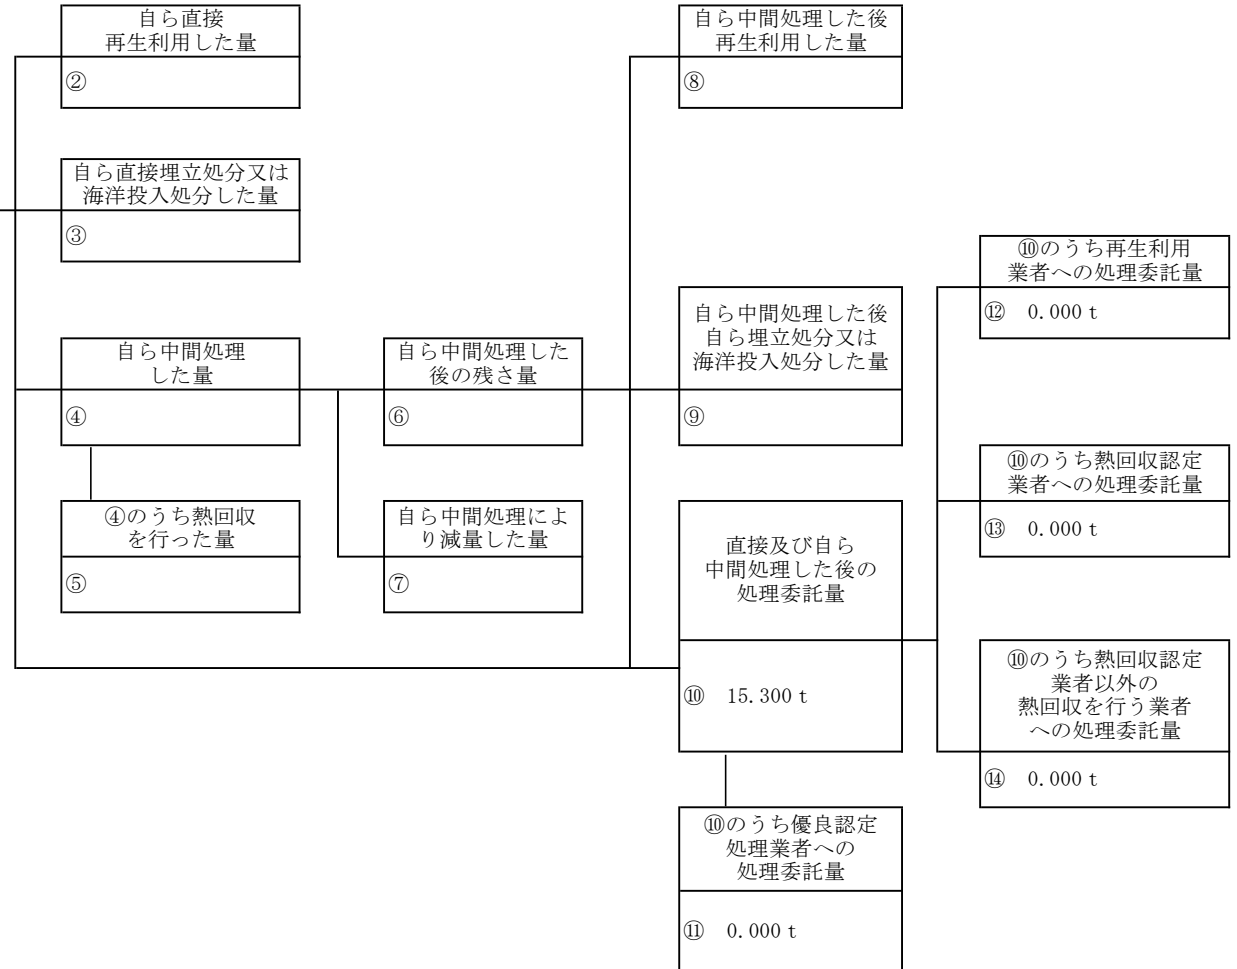 自ら直接
再生利用した量
②
自ら中間処理した後
再生利用した量
⑧
自ら直接埋立処分又は
海洋投入処分した量
③
⑩のうち再生利用
業者への処理委託量
⑫ 0.000ｔ
自ら中間処理した後
自ら埋立処分又は
海洋投入処分した量
⑨
自ら中間処理
した量
④
自ら中間処理した
後の残さ量
⑥
⑩のうち熱回収認定
業者への処理委託量
⑬ 0.000ｔ
④のうち熱回収
を行った量
⑤
自ら中間処理によ
り減量した量
⑦
直接及び自ら
中間処理した後の
処理委託量
⑩ 15.300ｔ
⑩のうち熱回収認定
業者以外の
熱回収を行う業者
への処理委託量
⑭ 0.000ｔ
⑩のうち優良認定
処理業者への
処理委託量
⑪ 0.000ｔ